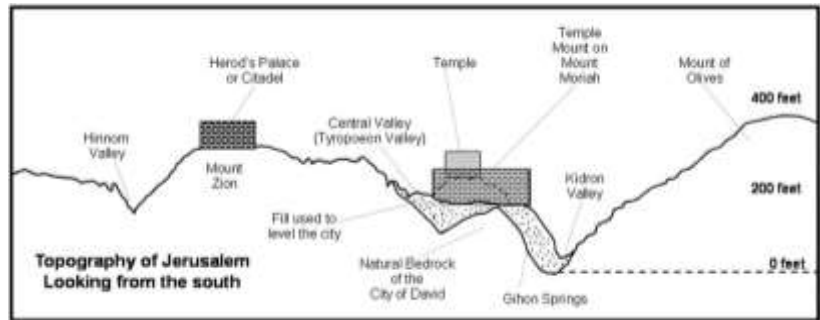 Herod's Palace
or Citadel
Temple
Temple
Mount on
Mount
Moriah
Mount of
Olives
400 feet
Hinnom
Valley
Central Valley
(Tyropoeon Valley)
Mount
Zion
Kidron
Valley
200 feet
Fill used to
level the city
Topography of Jerusalem
Looking from the south
Natural Bedrock
of the
City of David
Gihon Springs
0 feet